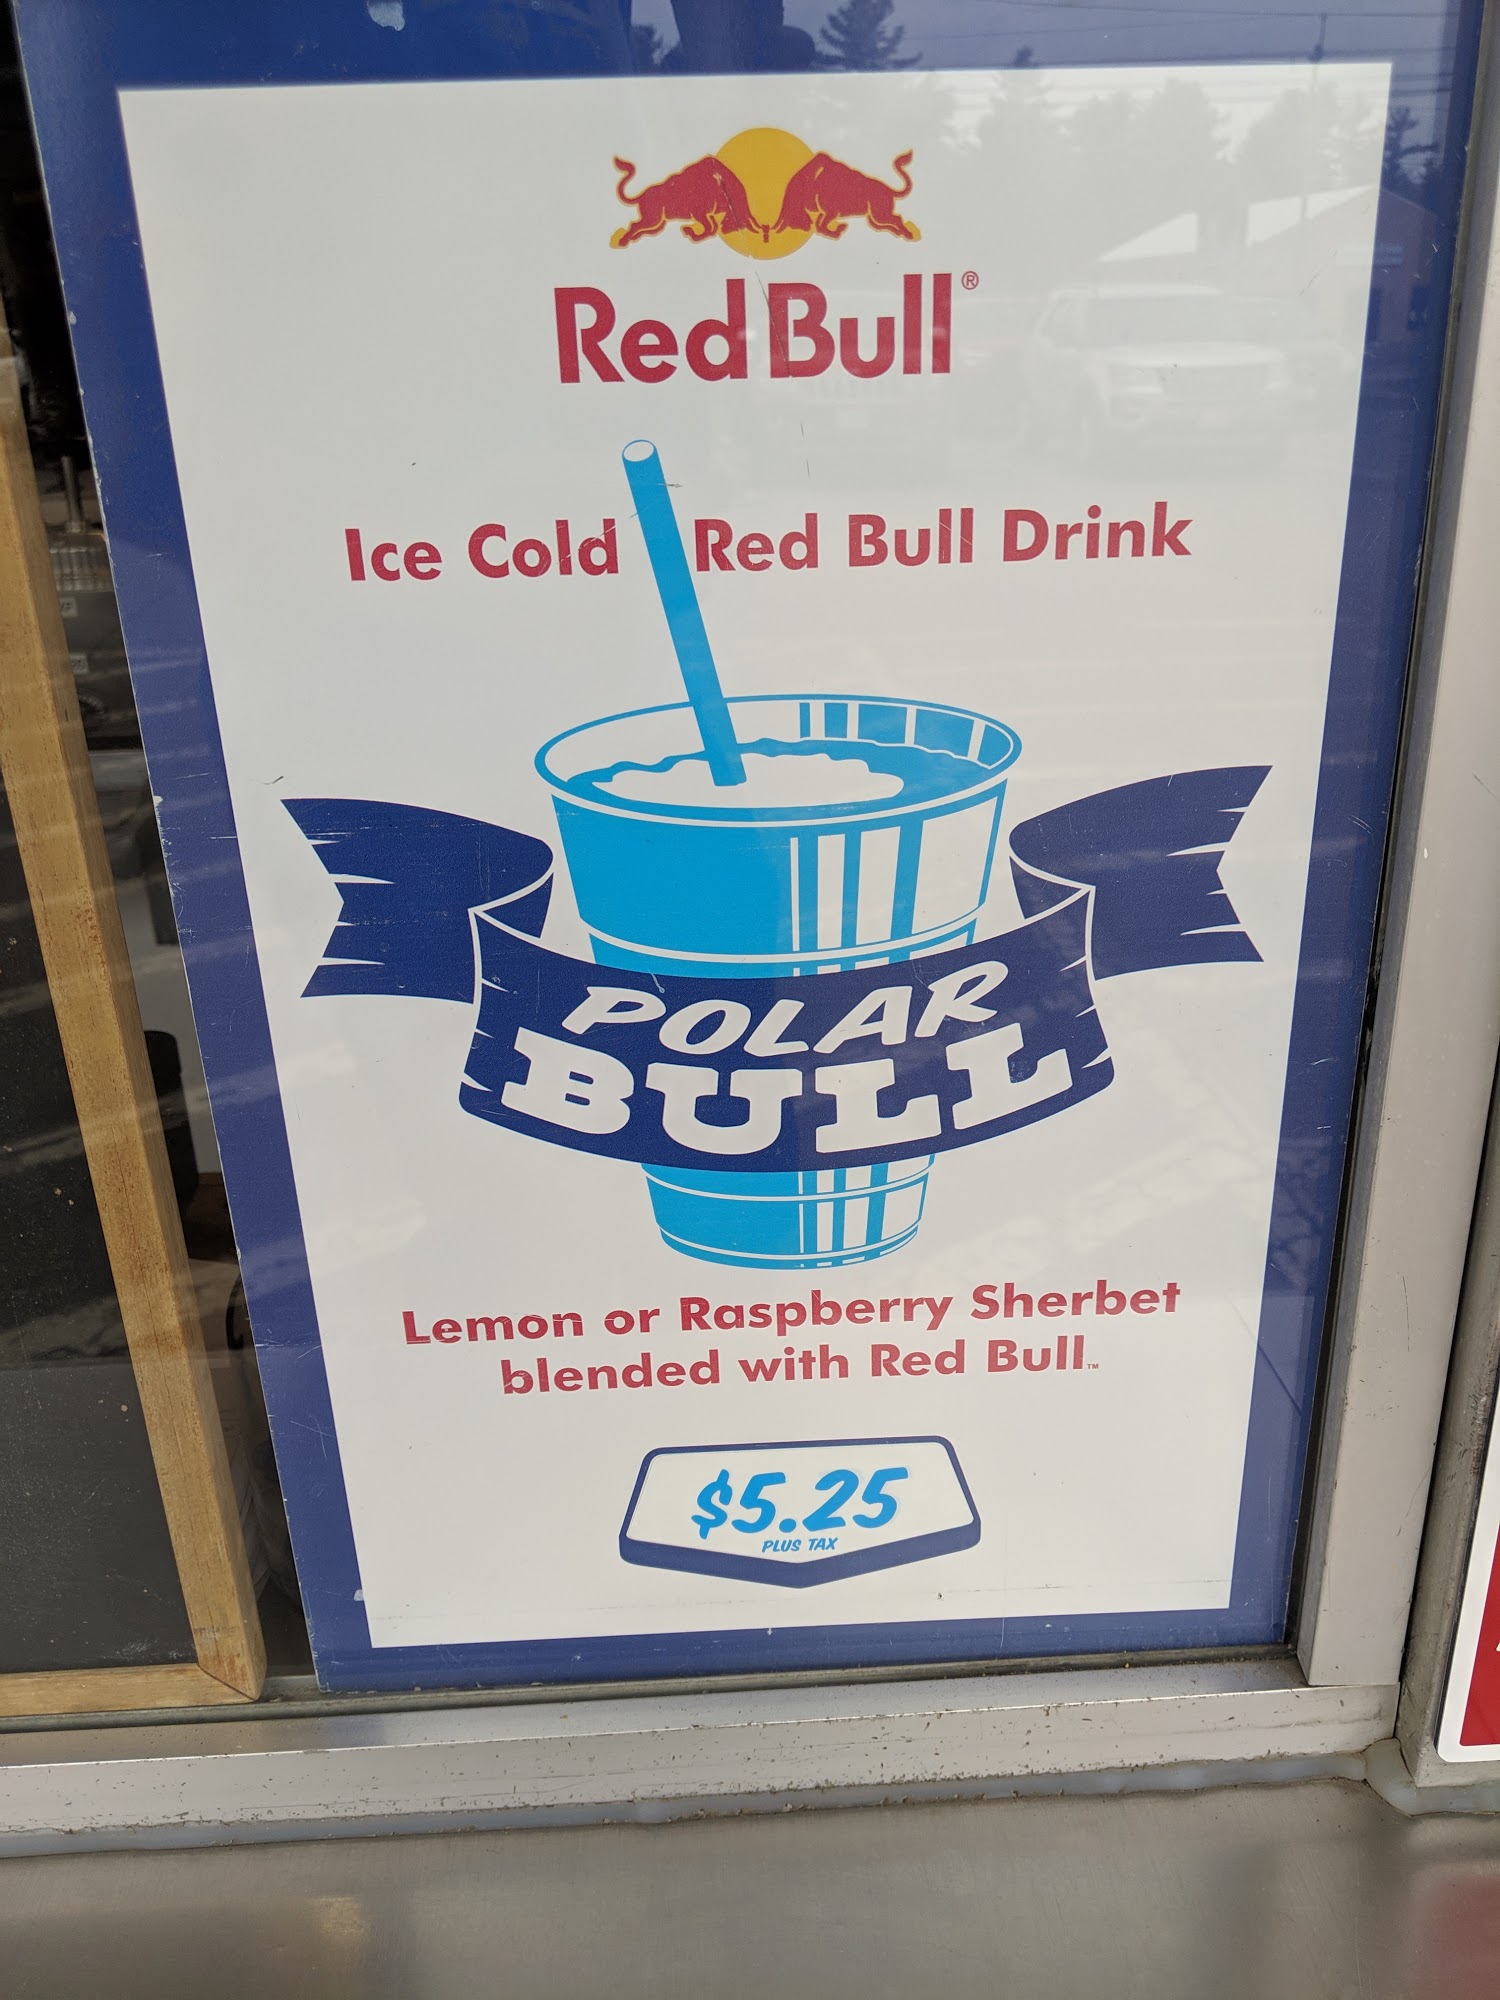 Red Bull®
Ice Cold Red Bull Drink
POLAR
BULL
Lemon or Raspberry Sherbet
blended with Red Bull™
$5.25
PLUS TAX